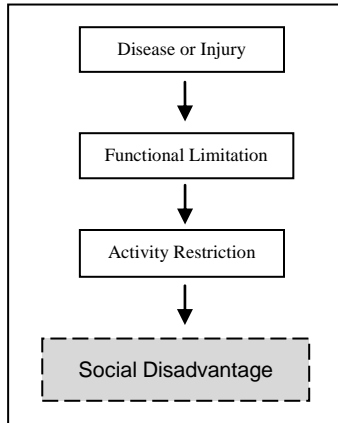 Disease or Injury
Functional Limitation
Activity Restriction
Social Disadvantage